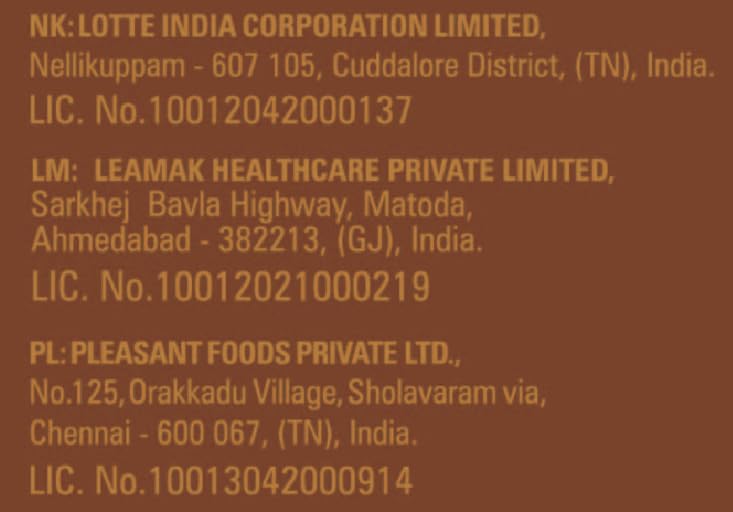 NK: LOTTE INDIA CORPORATION LIMITED,
Nellikuppam - 607 105, Cuddalore District, (TN), India.
LIC. No.10012042000137
LM: LEAMAK HEALTHCARE PRIVATE LIMITED,
Sarkhej Bavla Highway, Matoda,
Ahmedabad - 382213, (GJ), India.
LIC. No.10012021000219
PL: PLEASANT FOODS PRIVATE LTD.,
No.125, Orakkadu Village, Sholavaram via,
Chennai - 600 067, (TN), India.
LIC. No.10013042000914